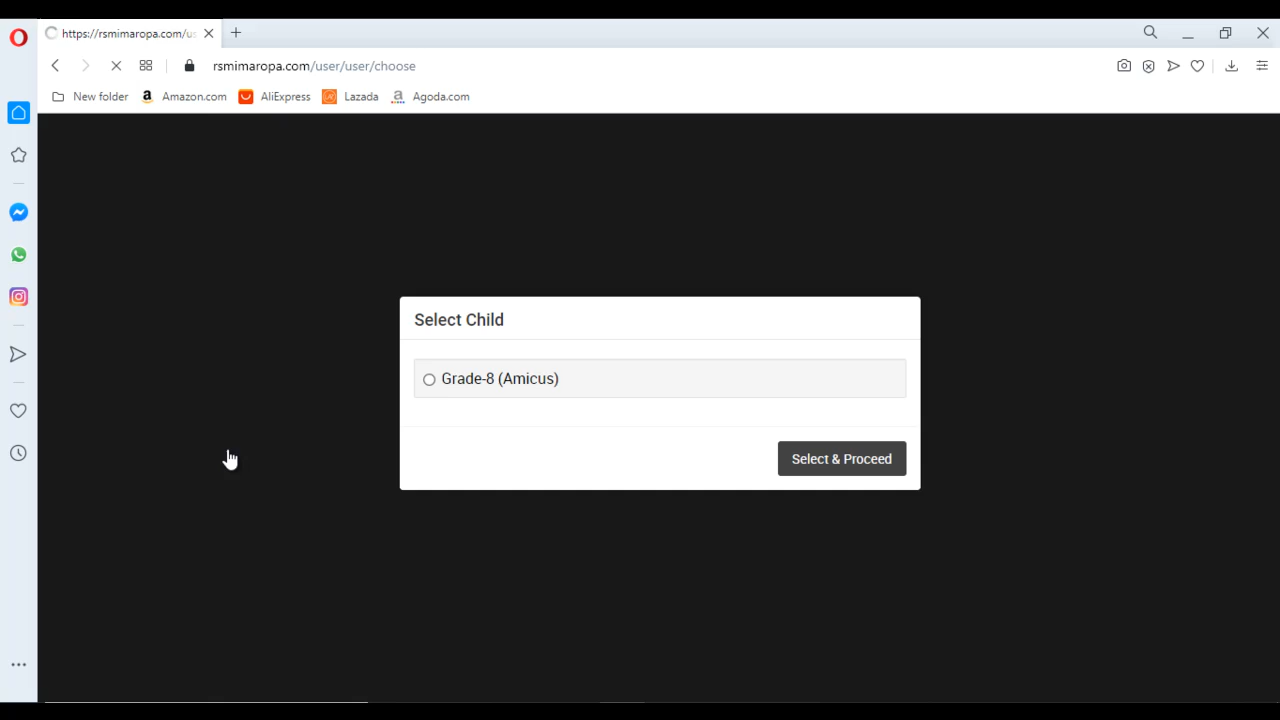 https://rsmimaropa.com/us
rsmimaropa.com/user/user/choose
New folder
Amazon.com
AliExpress
Lazada
Agoda.com
Select Child
Grade-8 (Amicus)
Select & Proceed